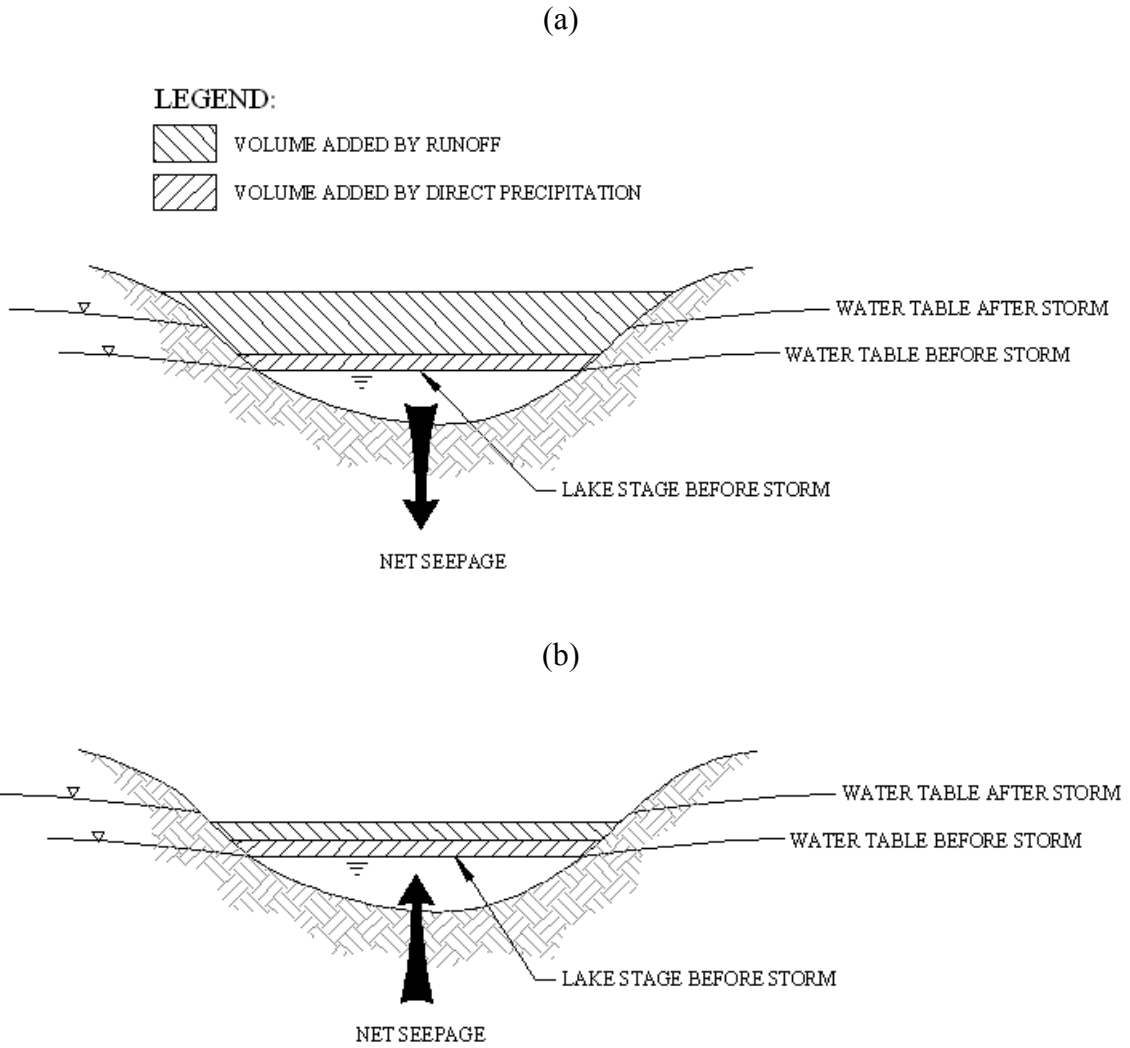 (a)
LEGEND:
VOLUME ADDED BY RUNOFF
VOLUME ADDED BY DIRECT PRECIPITATION
WATER TABLE AFTER STORM
WATER TABLE BEFORE STORM
LAKE STAGE BEFORE STORM
NET SEEPAGE
(b)
WATER TABLE AFTER STORM
WATER TABLE BEFORE STORM
LAKE STAGE BEFORE STORM
NET SEEPAGE